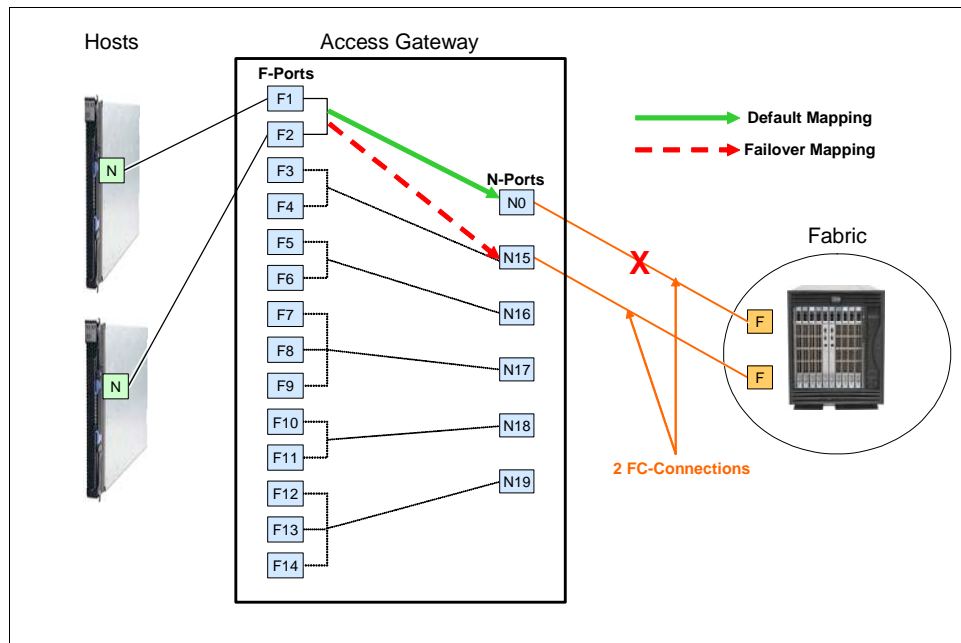 Hosts
Access Gateway
F-Ports
F1
F2
F3
F4
F5
F6
F7
F8
F9
F10
F11
F12
F13
F14
N
N
N-Ports
N0
N15
N16
N17
N18
N19
Default Mapping
Failover Mapping
X
Fabric
F
F
2 FC-Connections